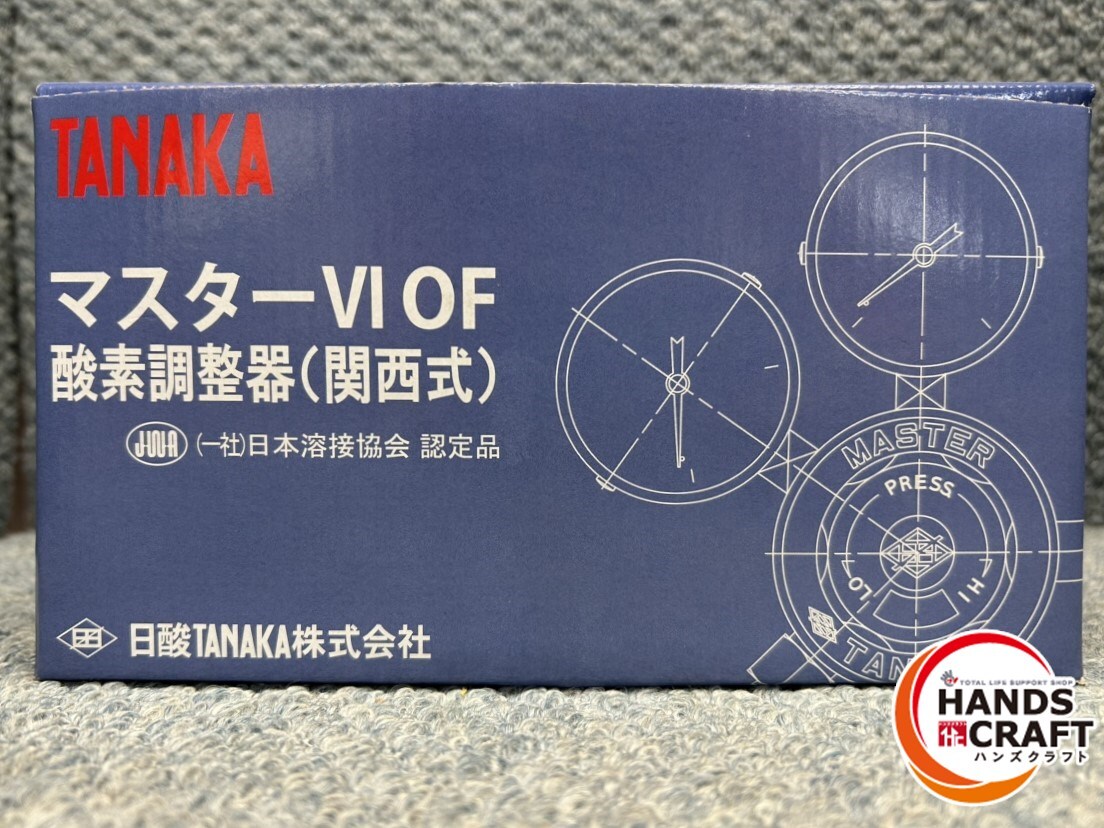 TANAKA
マスターⅥ OF
酸素調整器(関西式)
(一社)日本溶接協会 認定品
日酸TANAKA株式会社
MASTER
PRESS
LO HI
TOTAL LIFE SUPPORT SHOP
HANDS
CRAFT
ハンズクラフト